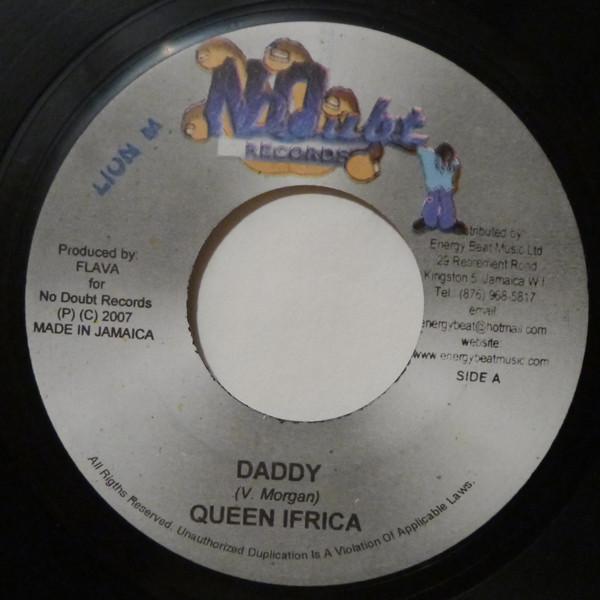 No Doubt
RECORDS
LION M
Produced by:
FLAVA
for
No Doubt Records
(P) (C) 2007
MADE IN JAMAICA
stributed by
Energy Beat Music Ltd
29 Retirement Road
Kingston 5 Jamaica W I
Tel: (876) 968-5817
email:
energybeat@hotmail.com
website:
www.energybeatmusic.com
SIDE A
DADDY
(V. Morgan)
QUEEN IFRICA
All Rigths Reserved. Unauthorized Duplication Is A Violation Of Applicable Laws.